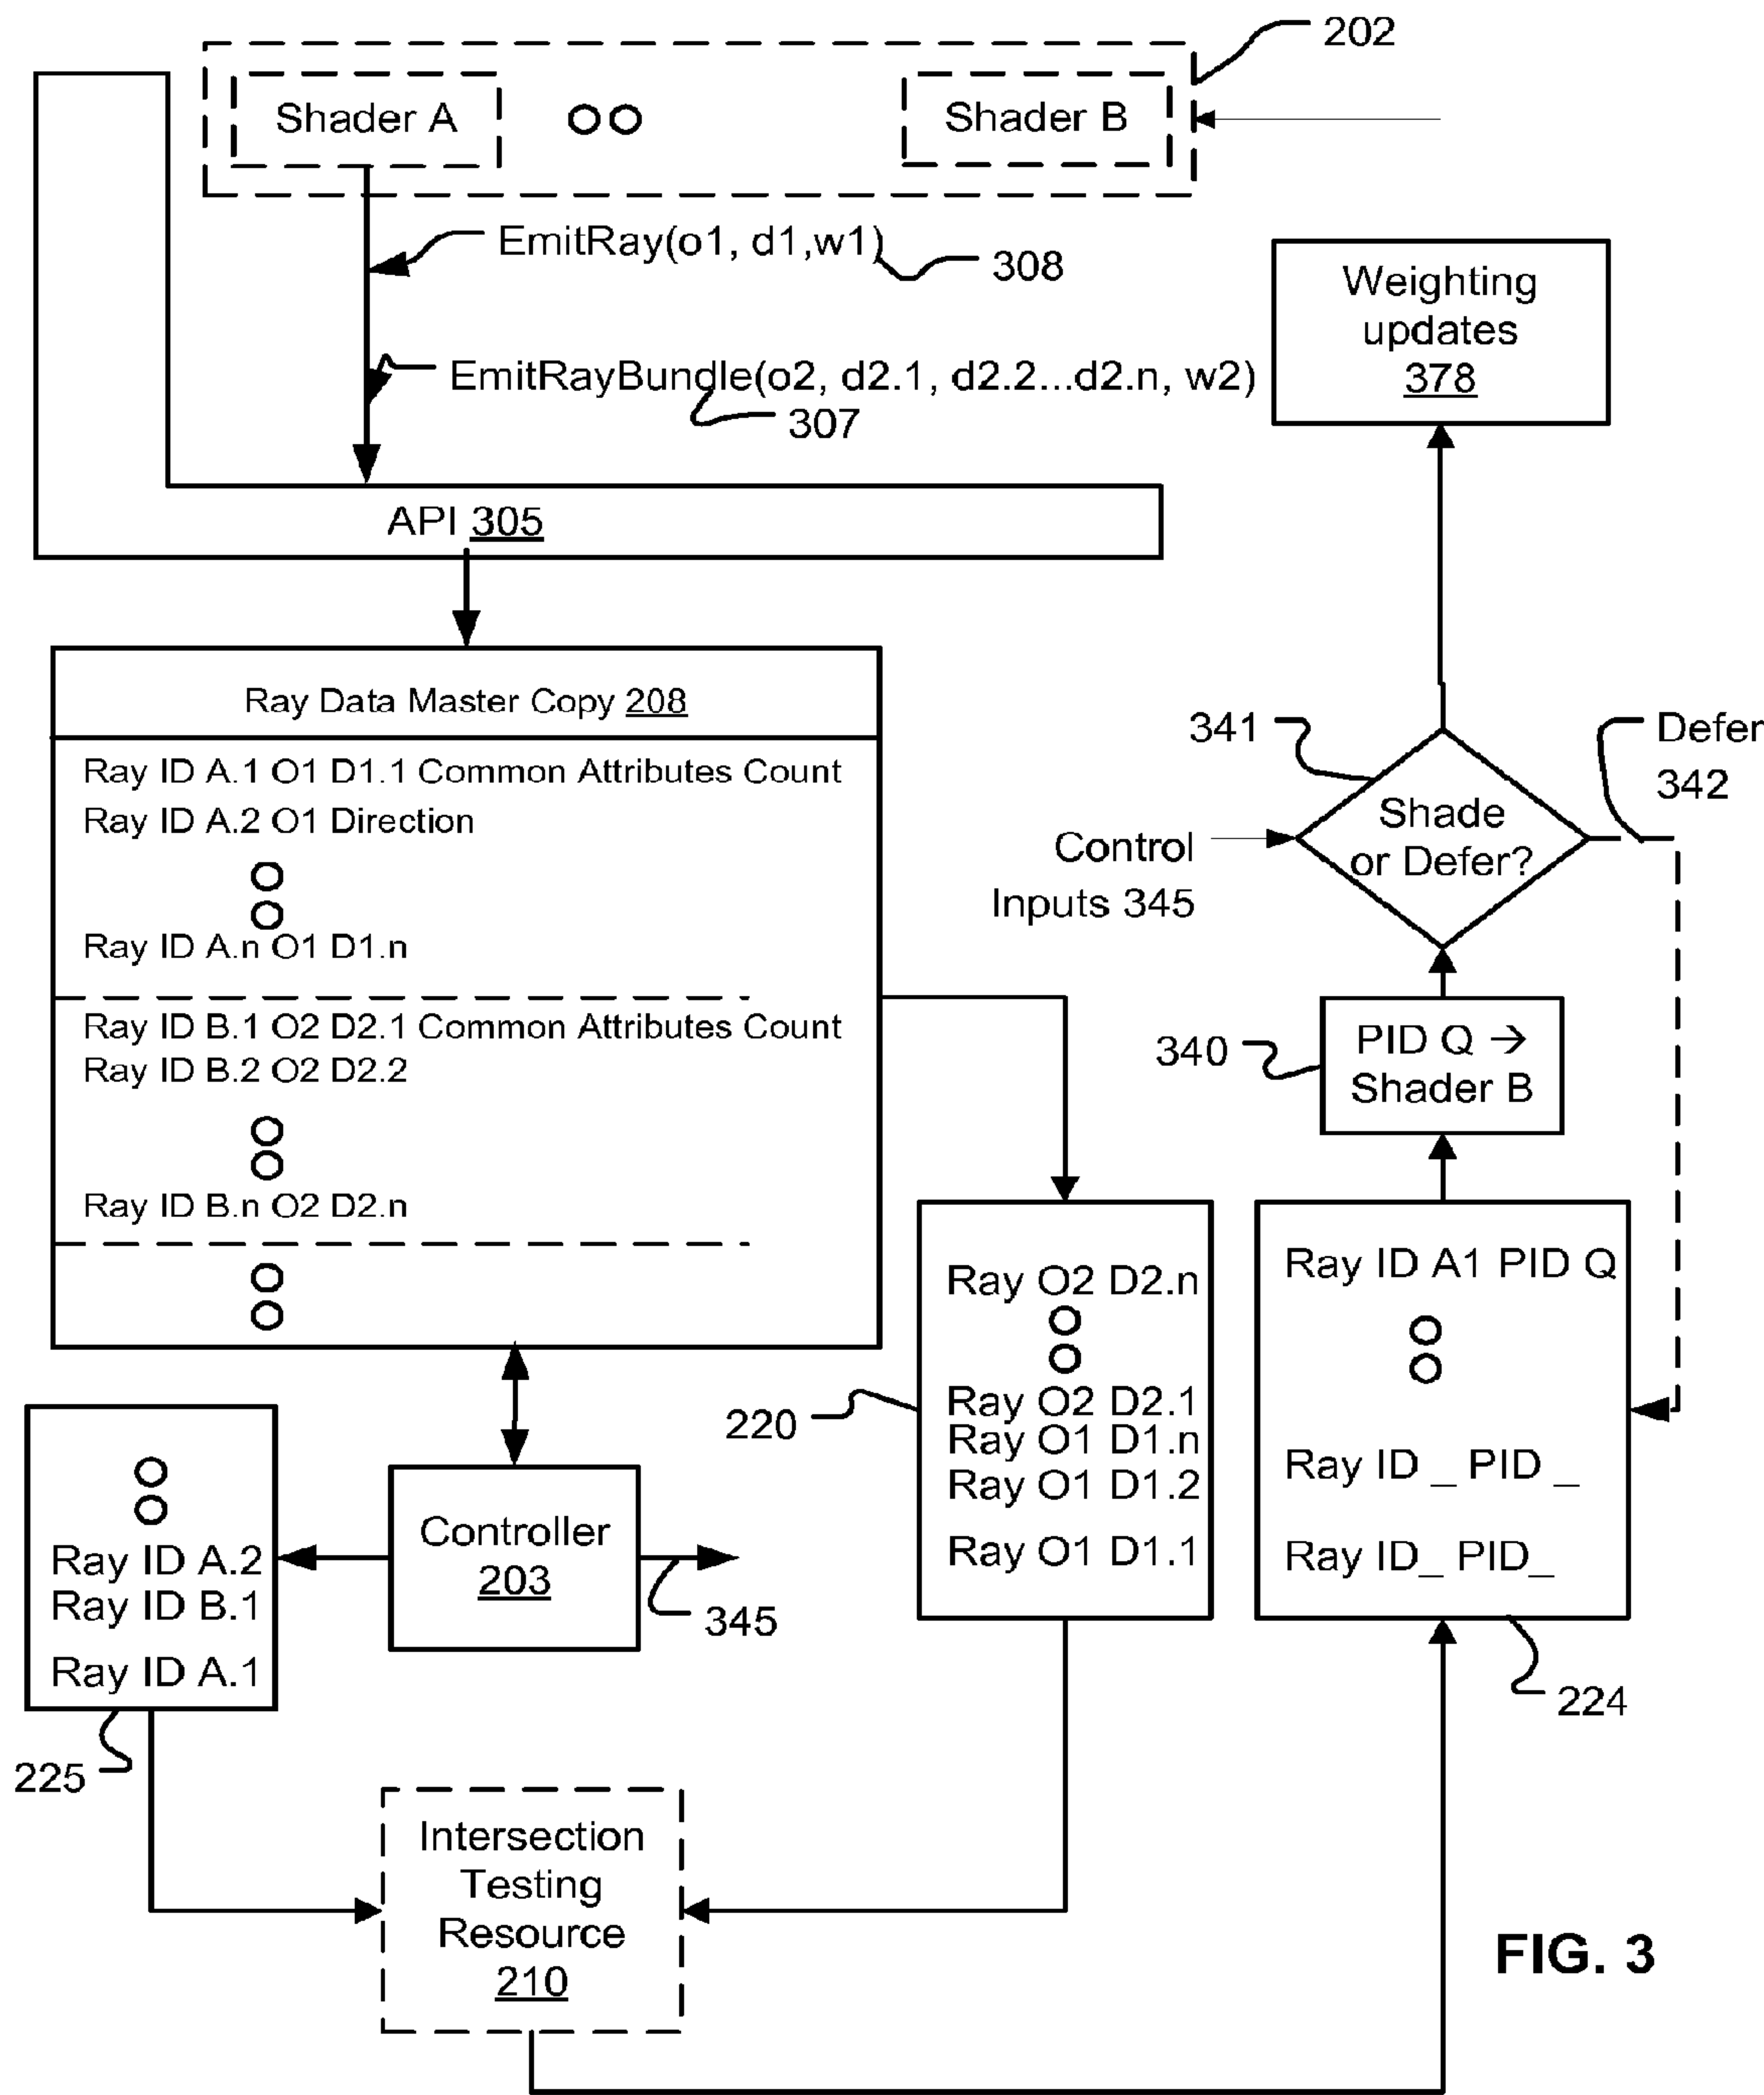 202
Shader A
Shader B
EmitRay(o1, d1,w1)
308
EmitRayBundle(o2, d2.1, d2.2...d2.n, w2)
307
API 305
Weighting
updates
378
Ray Data Master Copy 208
Ray ID A.1 O1 D1.1 Common Attributes Count
Ray ID A.2 O1 Direction
Ray ID A.n O1 D1.n
Ray ID B.1 O2 D2.1 Common Attributes Count
Ray ID B.2 O2 D2.2
Ray ID B.n O2 D2.n
341
Defer
342
Shade
or Defer?
Control
Inputs 345
340
PID Q →
Shader B
220
Ray O2 D2.n
Ray O2 D2.1
Ray O1 D1.n
Ray O1 D1.2
Ray O1 D1.1
Ray ID A1 PID Q
Ray ID _ PID _
Ray ID_ PID_
224
Ray ID A.2
Ray ID B.1
Ray ID A.1
225
Controller
203
345
Intersection
Testing
Resource
210
FIG. 3